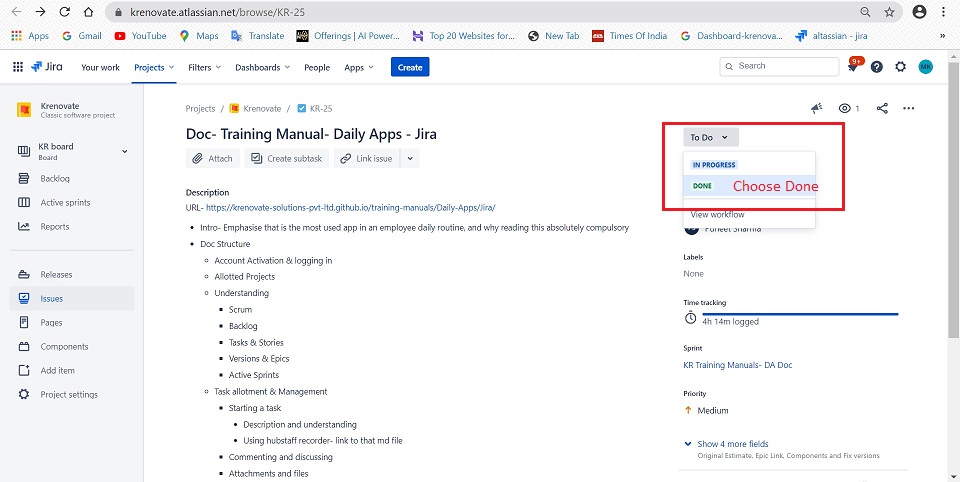 krenovate.atlassian.net/browse/KR-25
Apps Gmail YouTube Maps Translate Offerings | AI Power... Top 20 Websites for... New Tab Times Of India Dashboard-krenova... altassian - jira »
Jira Your work Projects Filters Dashboards People Apps Create Search 9+ MK
Krenovate
Classic software project
KR board
Board
Backlog
Active sprints
Reports
Releases
Issues
Pages
Components
Add item
Project settings
Projects / Krenovate / KR-25
1
Doc- Training Manual- Daily Apps - Jira
Attach Create subtask Link issue
Description
URL- https://krenovate-solutions-pvt-ltd.github.io/training-manuals/Daily-Apps/Jira/
Intro- Emphasise that is the most used app in an employee daily routine, and why reading this absolutely compulsory
Doc Structure
Account Activation & logging in
Allotted Projects
Understanding
Scrum
Backlog
Tasks & Stories
Versions & Epics
Active Sprints
Task allotment & Management
Starting a task
Description and understanding
Using hubstaff recorder- link to that md file
Commenting and discussing
Attachments and files
To Do
IN PROGRESS
DONE Choose Done
View workflow
Puneet Sharma
Labels
None
Time tracking
4h 14m logged
Sprint
KR Training Manuals- DA Doc
Priority
Medium
Show 4 more fields
Original Estimate, Epic Link, Components and Fix versions